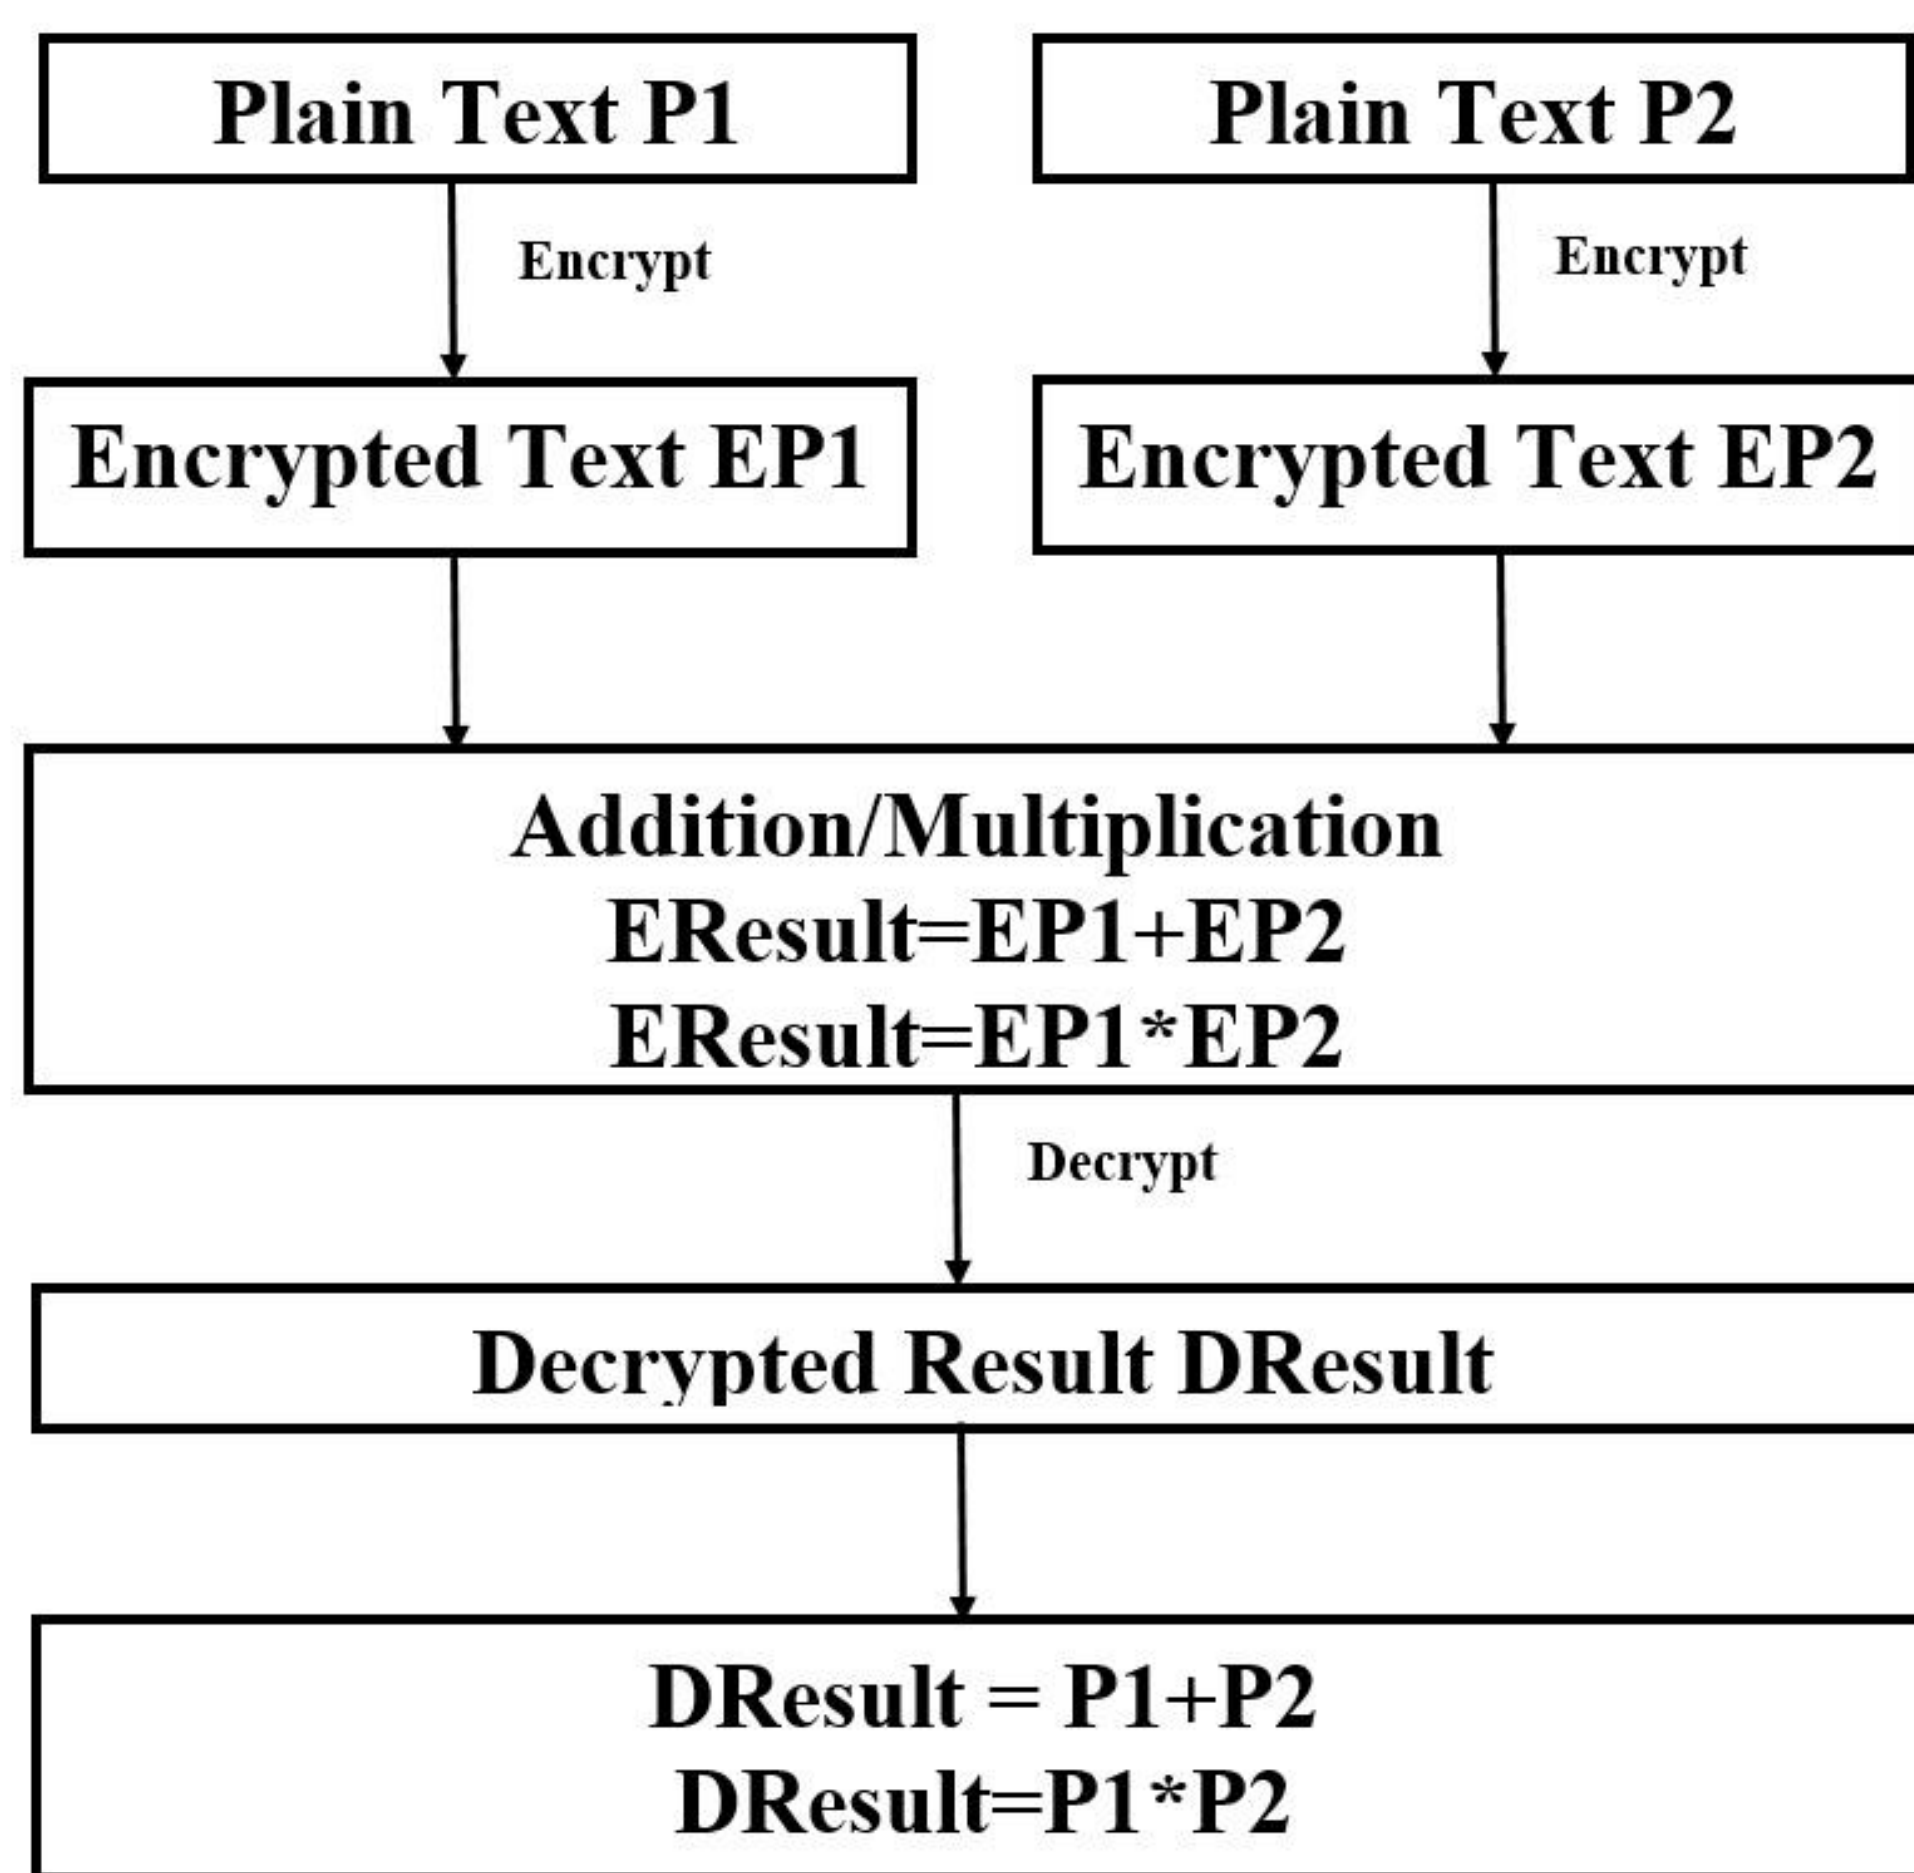 Plain Text P1
Plain Text P2
Encrypt
Encrypt
Encrypted Text EP1
Encrypted Text EP2
Addition/Multiplication
EResult=EP1+EP2
EResult=EP1*EP2
Decrypt
Decrypted Result DResult
DResult = P1+P2
DResult=P1*P2